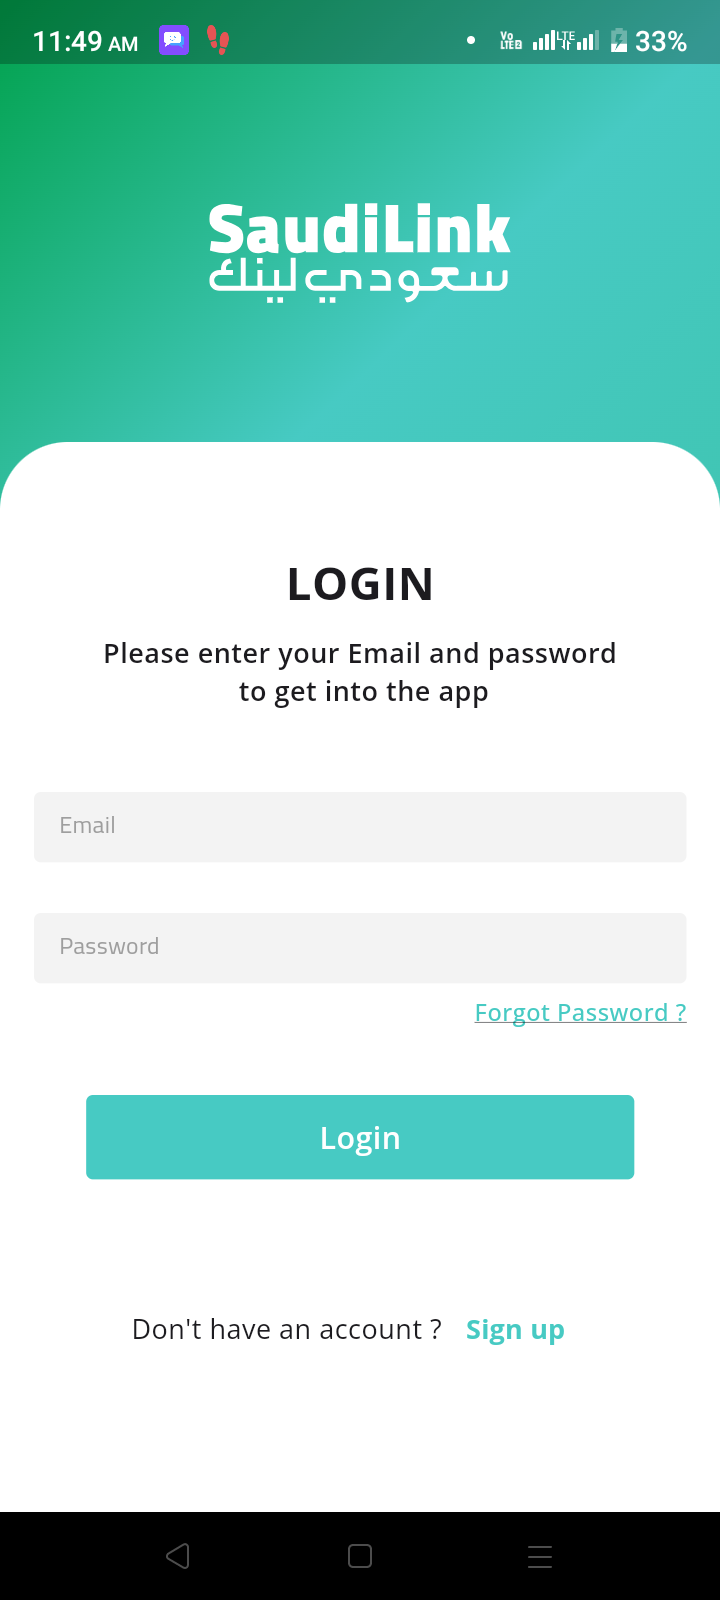 11:49 AM
Vo LTE 2 LTE 33%
SaudiLink
سعودي لينك
LOGIN
Please enter your Email and password
to get into the app
Email
Password
Forgot Password ?
Login
Don't have an account ? Sign up